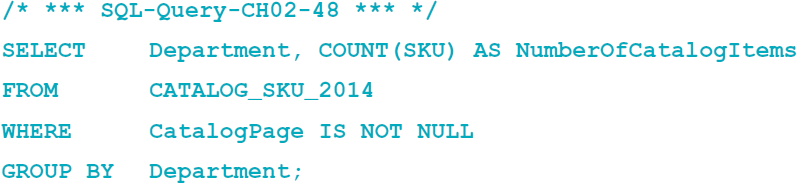 /* *** SQL-Query-CH02-48 *** */
SELECT Department, COUNT(SKU) AS NumberOfCatalogItems
FROM CATALOG_SKU_2014
WHERE CatalogPage IS NOT NULL
GROUP BY Department;